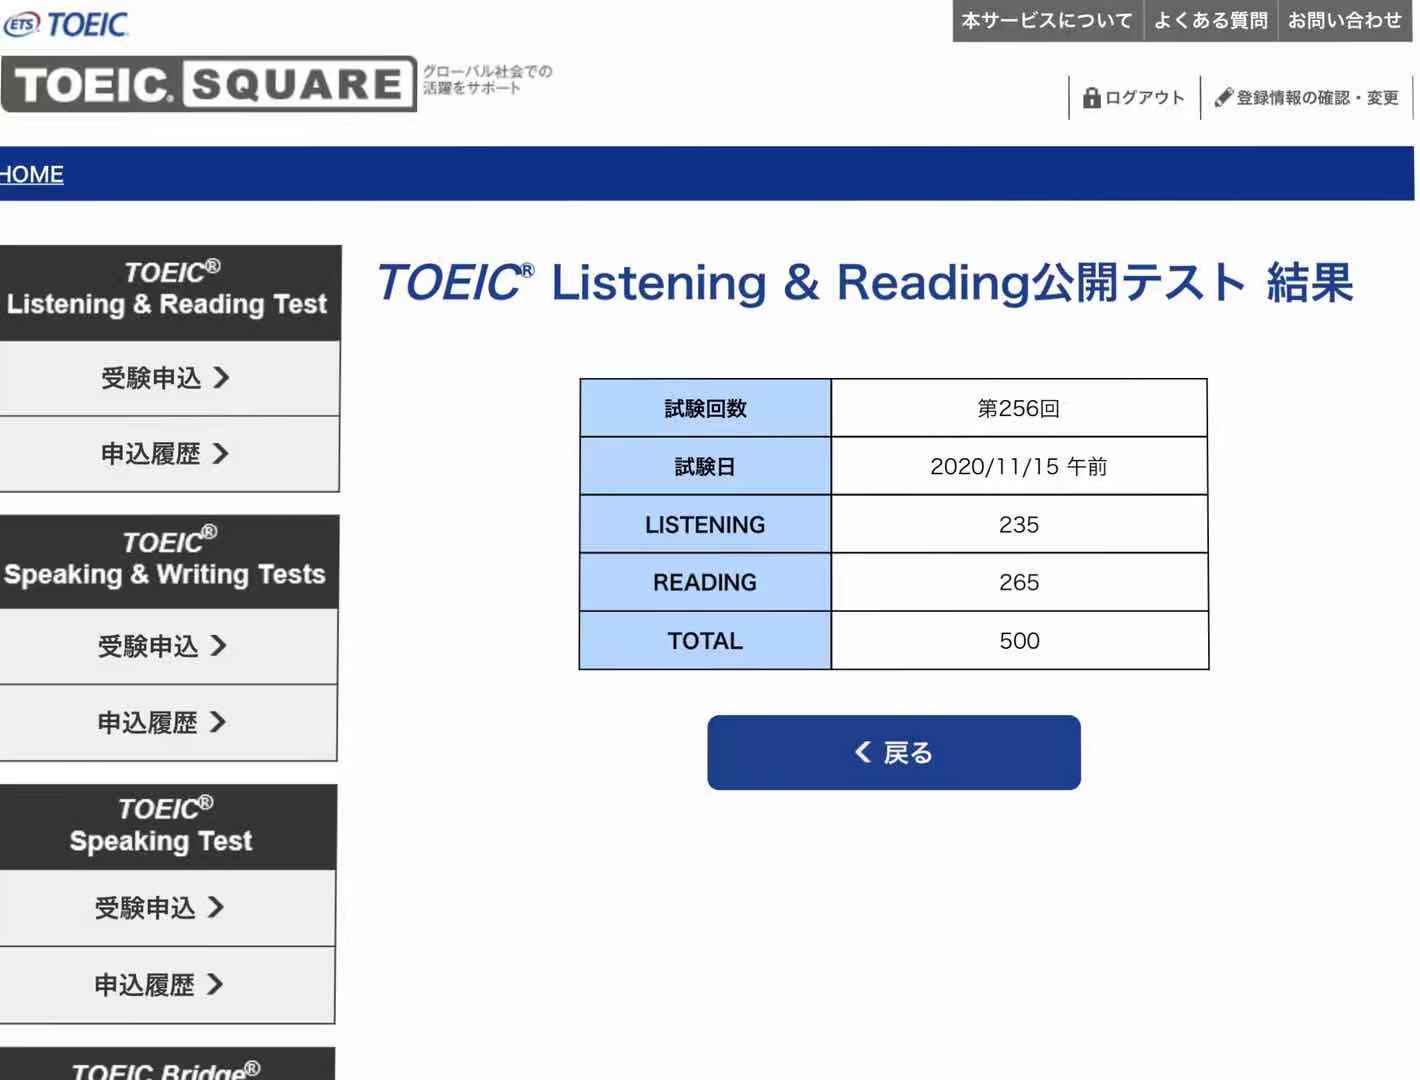 ETS TOEIC
本サービスについて
よくある質問
お問い合わせ
TOEIC SQUARE
グローバル社会での
活躍をサポート
ログアウト
登録情報の確認・変更
HOME
TOEIC®
Listening & Reading Test
受験申込
申込履歴
TOEIC®
Speaking & Writing Tests
受験申込
申込履歴
TOEIC®
Speaking Test
受験申込
申込履歴
TOEIC Bridge®
TOEIC® Listening & Reading公開テスト 結果
試験回数 第256回
試験日 2020/11/15 午前
LISTENING 235
READING 265
TOTAL 500
戻る